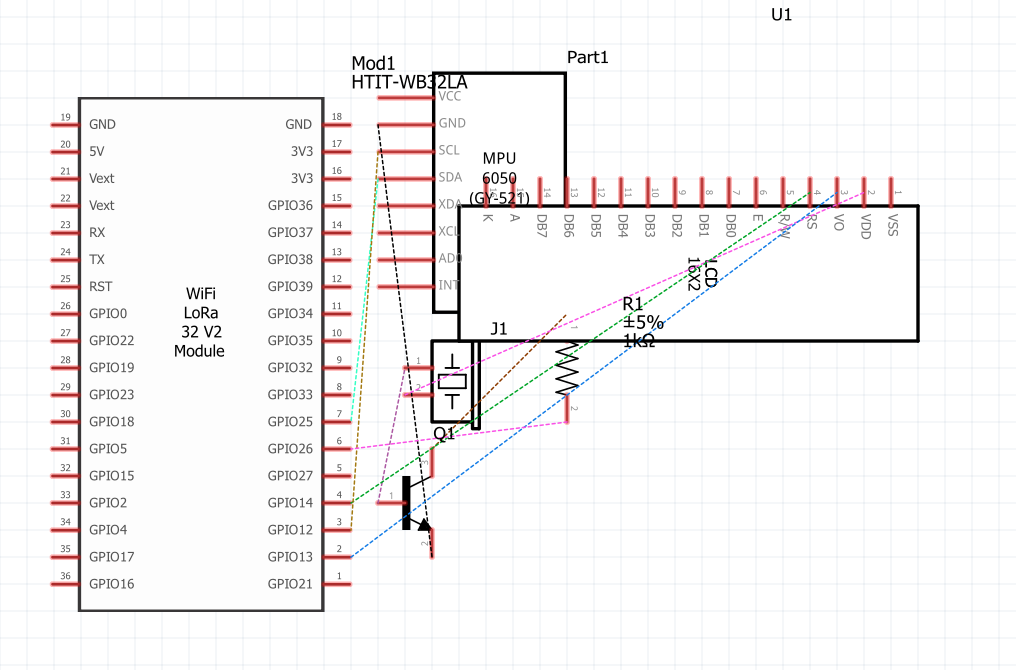 U1
Part1
Mod1
HTIT-WB32LA
VCC
GND
SCL
SDA
XDA
XCL
AD0
INT
MPU
6050
(GY-521)
19 GND GND 18
20 5V 3V3 17
21 Vext 3V3 16
22 Vext GPIO36 15
23 RX GPIO37 14
24 TX GPIO38 13
25 RST GPIO39 12
26 GPIO0 GPIO34 11
27 GPIO22 GPIO35 10
28 GPIO19 GPIO32 9
29 GPIO23 GPIO33 8
30 GPIO18 GPIO25 7
31 GPIO5 GPIO26 6
32 GPIO15 GPIO27 5
33 GPIO2 GPIO14 4
34 GPIO4 GPIO12 3
35 GPIO17 GPIO13 2
36 GPIO16 GPIO21 1
WiFi
LoRa
32 V2
Module
14 13 12 11 10 9 8 7 6 5 4 3 2 1
K A DB7 DB6 DB5 DB4 DB3 DB2 DB1 DB0 E R/W RS VO VDD VSS
LCD
16X2
R1
±5%
1kΩ
1
2
J1
1
2
Q1
3
1
2